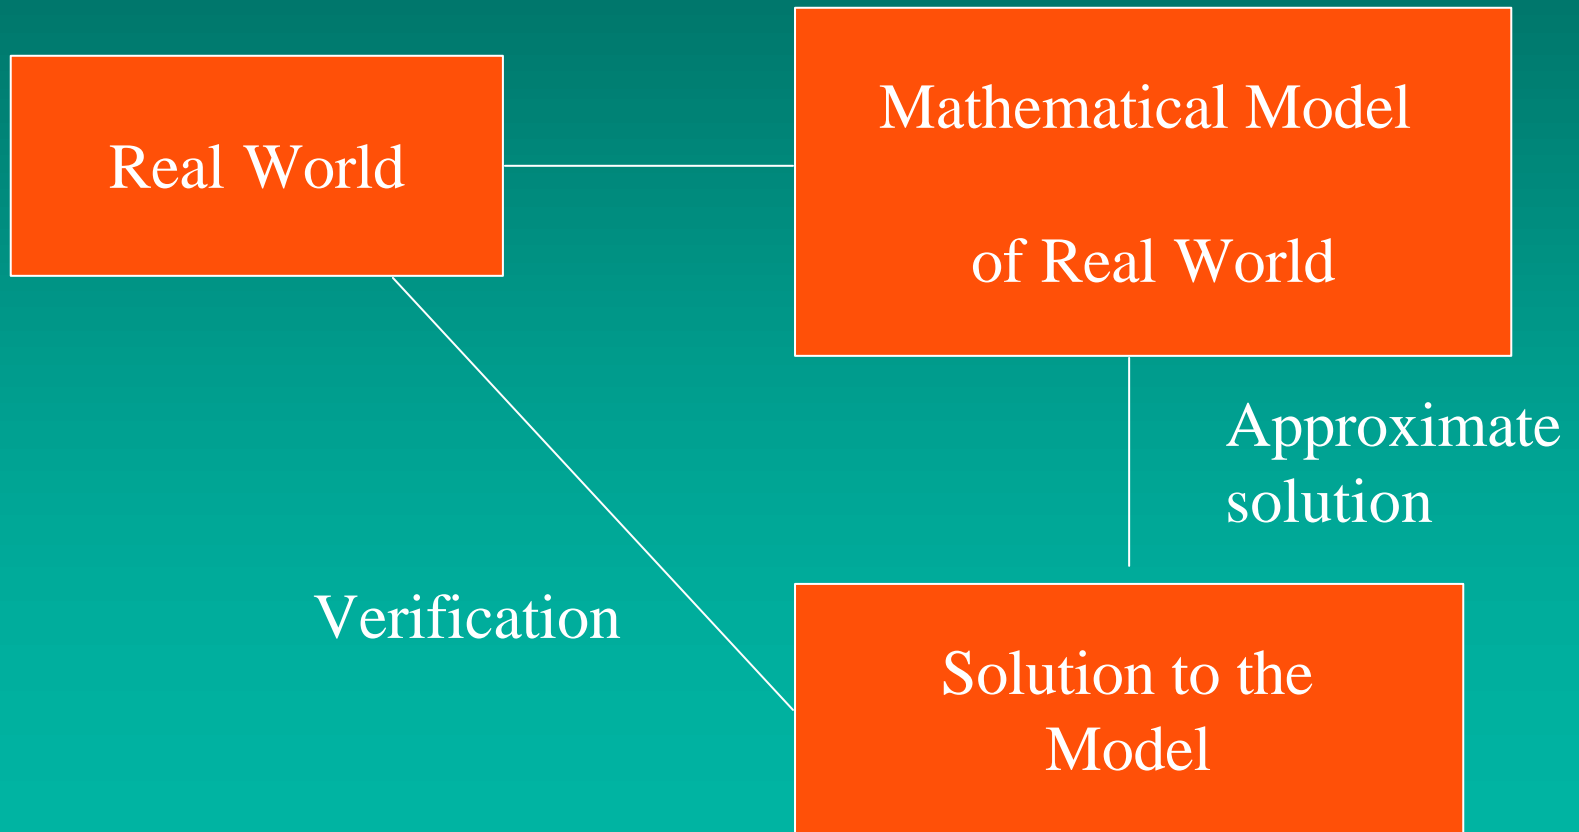 Real World
Mathematical Model
of Real World
Approximate
solution
Verification
Solution to the
Model